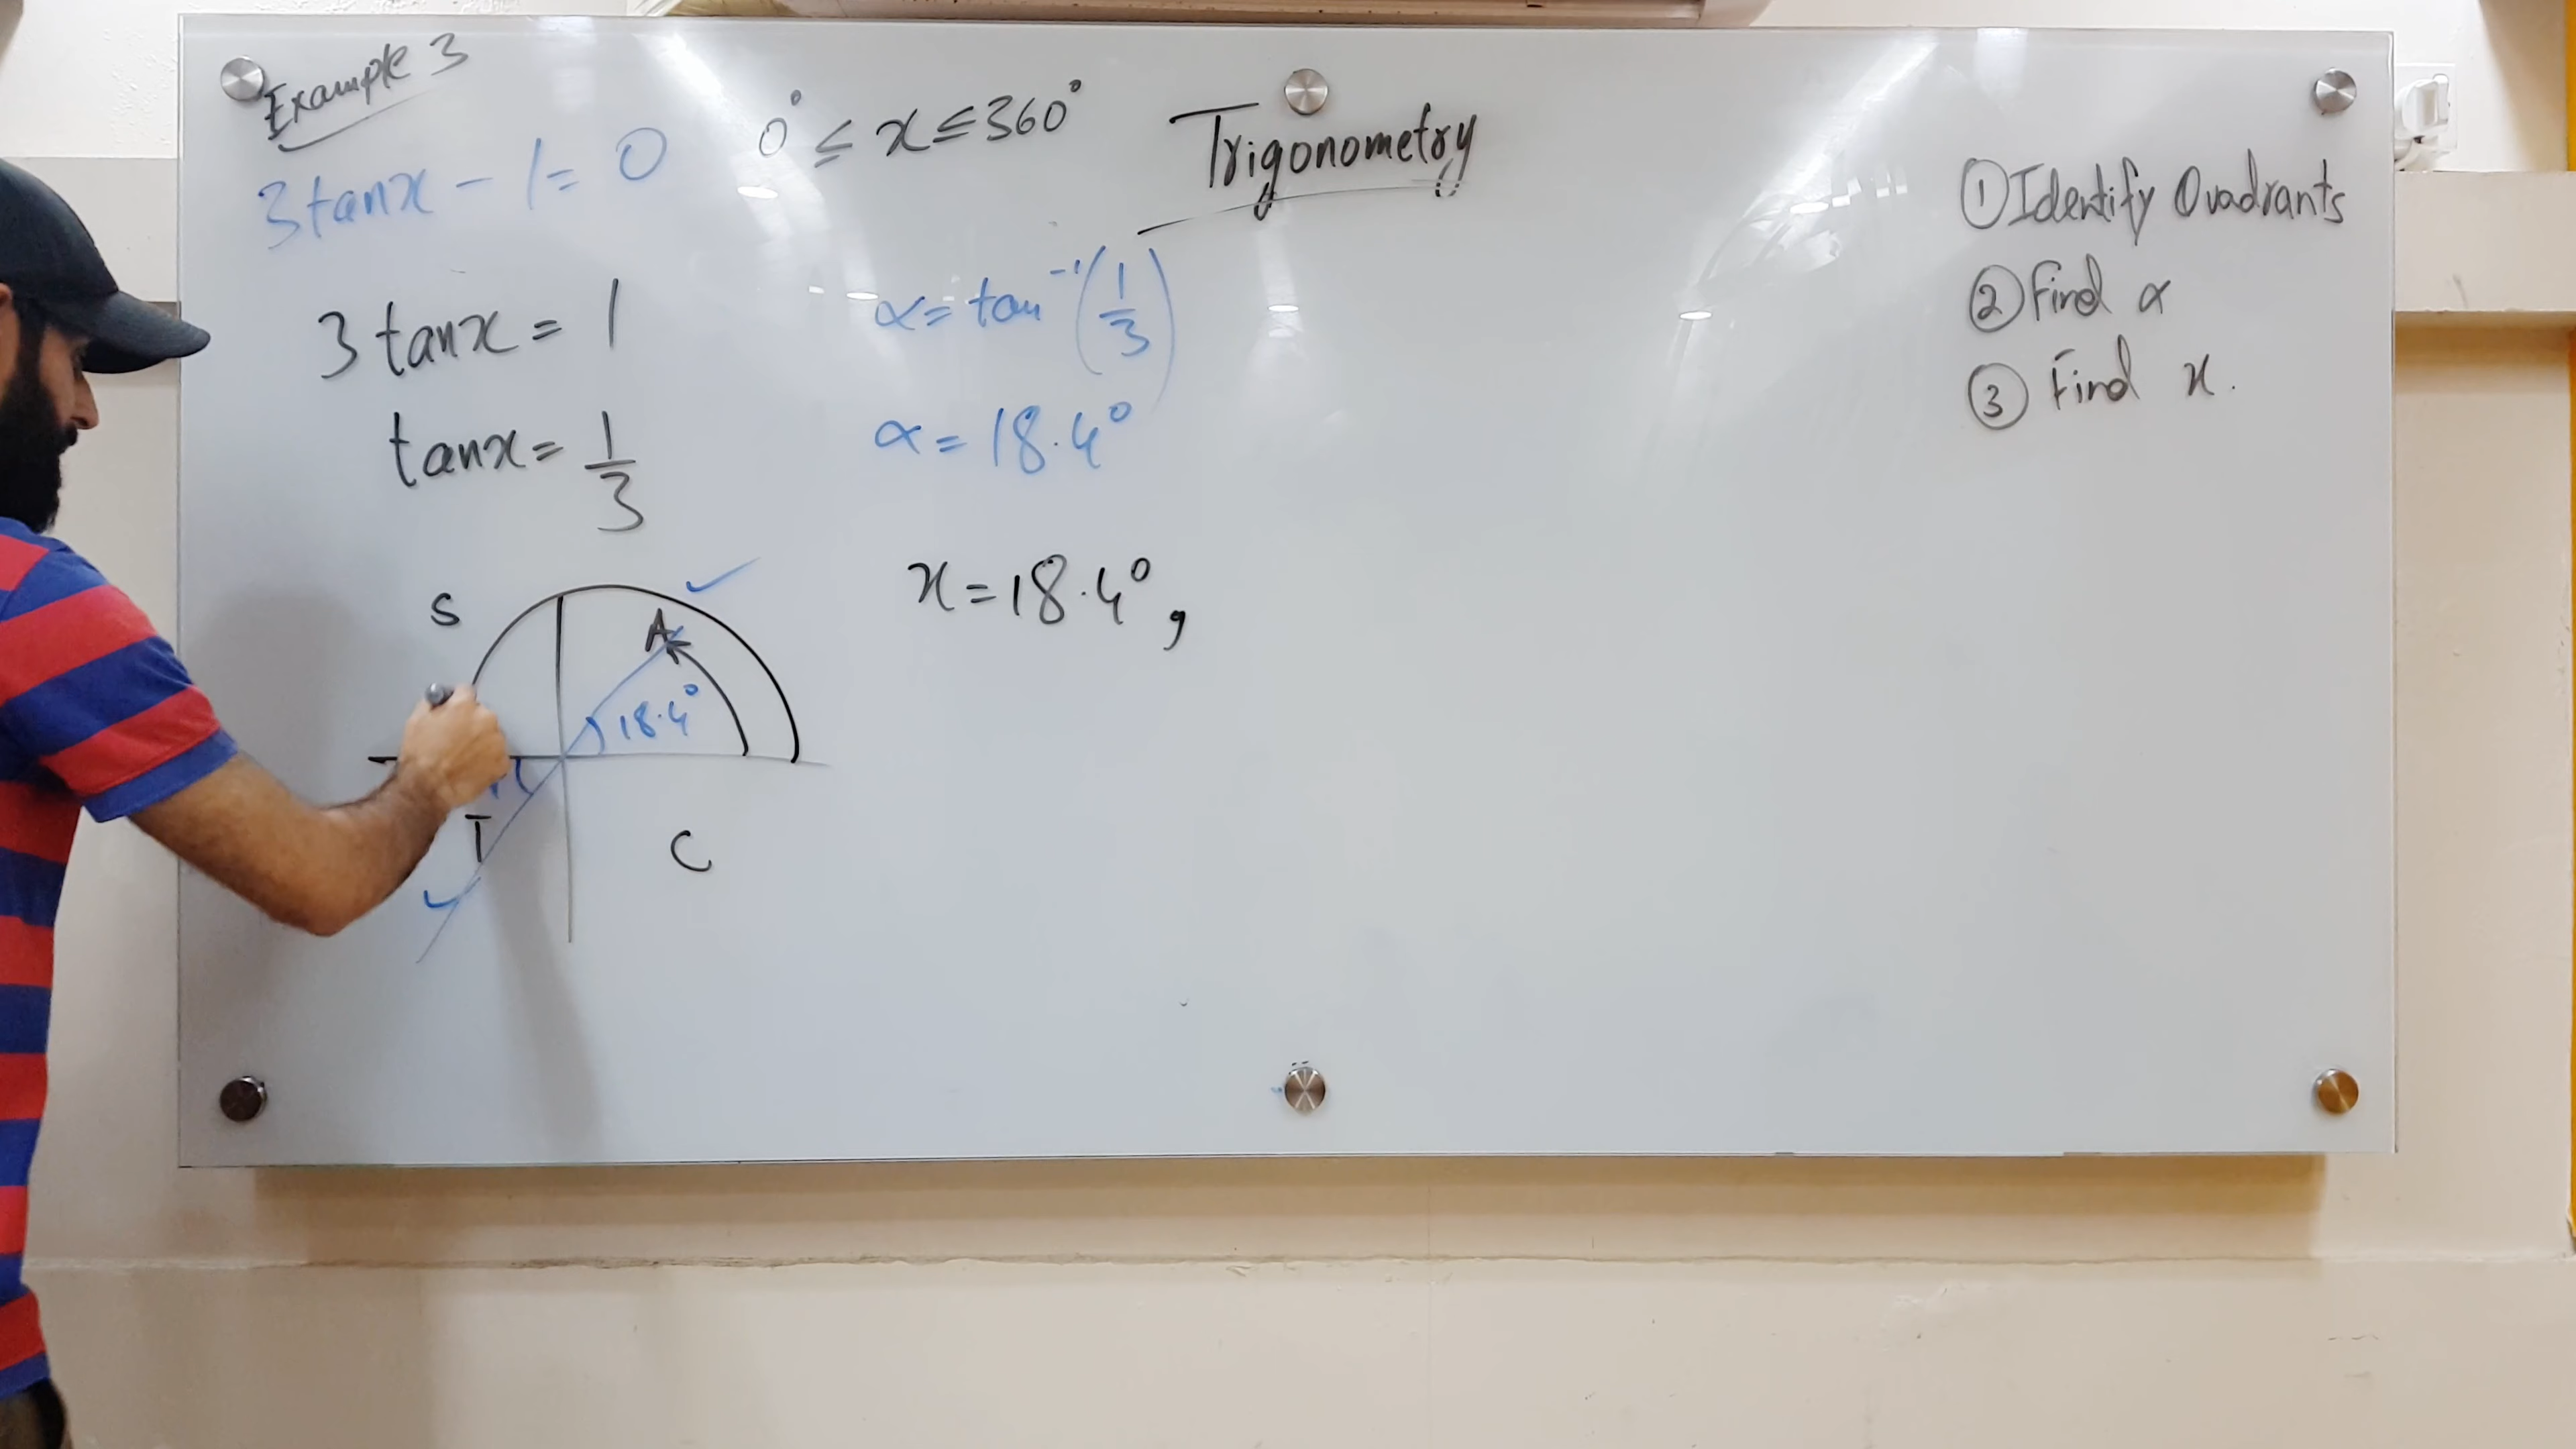 Example 3
3tanx - 1 = 0
0° ≤ x ≤ 360°
Trigonometry
3 tanx = 1
tanx = 1/3
α = tan⁻¹(1/3)
α = 18.4°
x = 18.4°,
S
A
18.4°
T
C
① Identify Quadrants
② Find α
③ Find x.